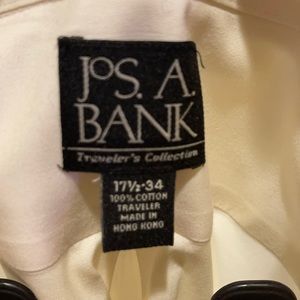 JOS. A.
BANK
Traveler's Collection
17½-34
100% COTTON
TRAVELER
MADE IN
HONG KONG